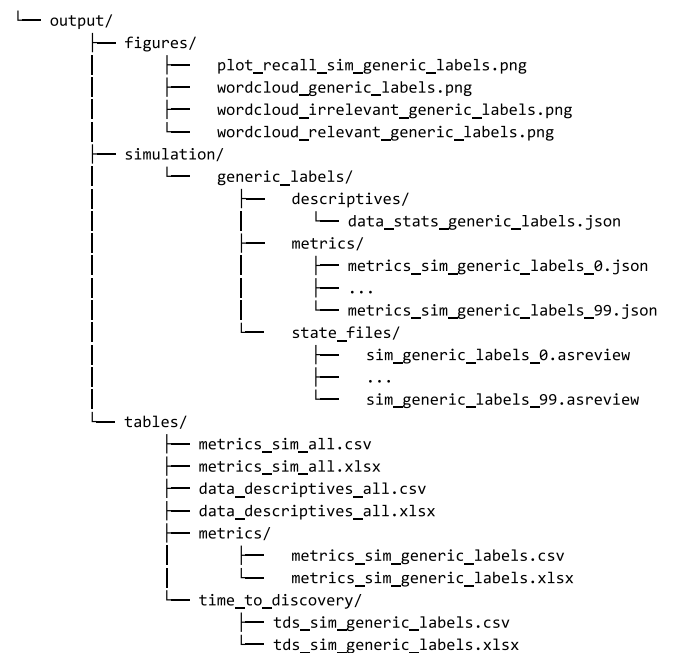 └── output/
├── figures/
├── plot_recall_sim_generic_labels.png
├── wordcloud_generic_labels.png
├── wordcloud_irrelevant_generic_labels.png
└── wordcloud_relevant_generic_labels.png
├── simulation/
└── generic_labels/
├── descriptives/
└── data_stats_generic_labels.json
├── metrics/
├── metrics_sim_generic_labels_0.json
├── ...
└── metrics_sim_generic_labels_99.json
└── state_files/
├── sim_generic_labels_0.asreview
├── ...
└── sim_generic_labels_99.asreview
└── tables/
├── metrics_sim_all.csv
├── metrics_sim_all.xlsx
├── data_descriptives_all.csv
├── data_descriptives_all.xlsx
├── metrics/
├── metrics_sim_generic_labels.csv
└── metrics_sim_generic_labels.xlsx
└── time_to_discovery/
├── tds_sim_generic_labels.csv
└── tds_sim_generic_labels.xlsx